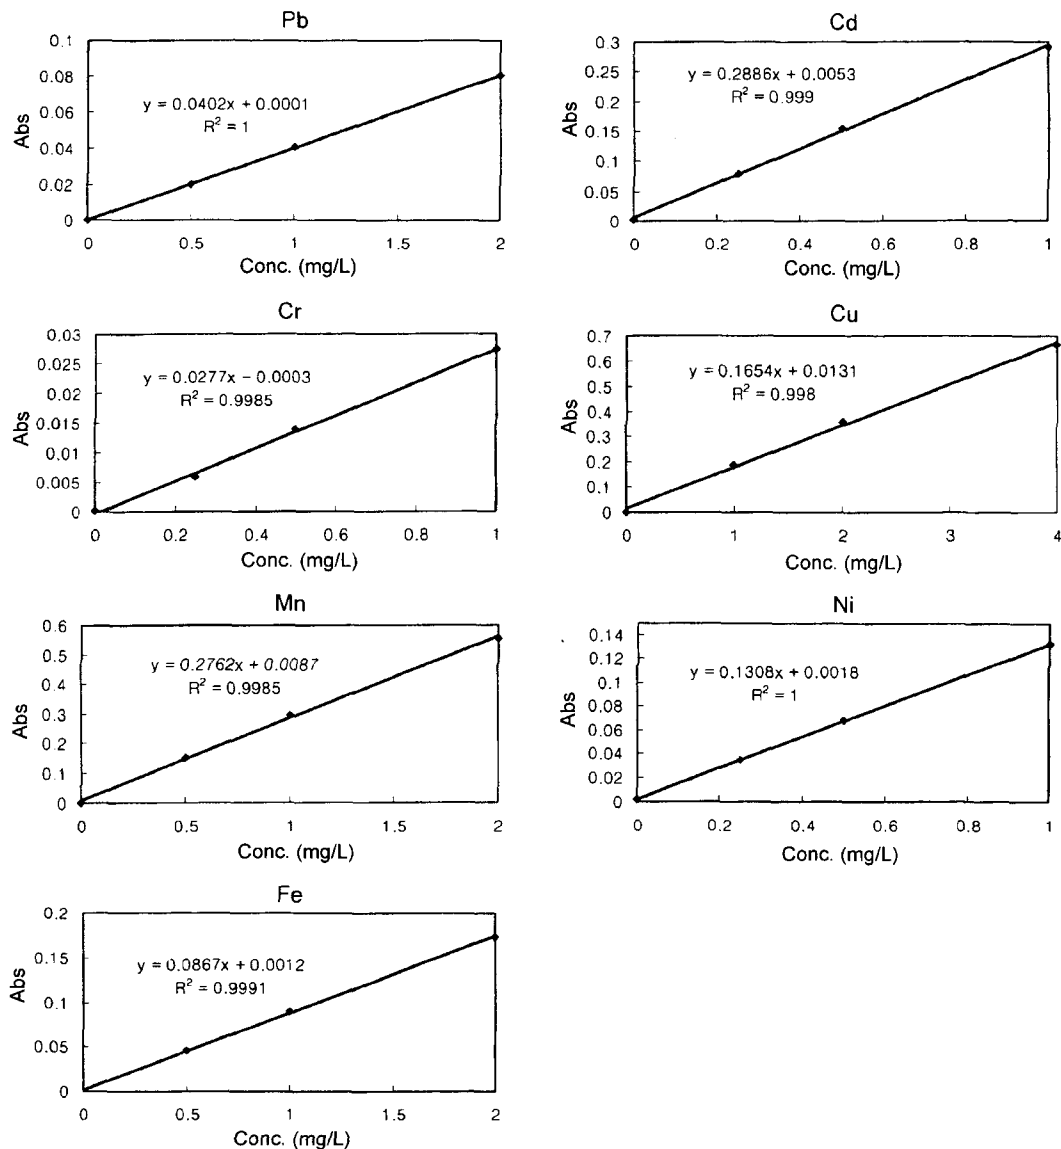 Pb
0.1
0.08
0.06
0.04
0.02
0
Abs
y = 0.0402x + 0.0001
R² = 1
0 0.5 1 1.5 2
Conc. (mg/L)
Cd
0.3
0.25
0.2
0.15
0.1
0.05
0
Abs
y = 0.2886x + 0.0053
R² = 0.999
0 0.2 0.4 0.6 0.8 1
Conc. (mg/L)
Cr
0.03
0.025
0.02
0.015
0.01
0.005
0
Abs
y = 0.0277x − 0.0003
R² = 0.9985
0 0.2 0.4 0.6 0.8 1
Conc. (mg/L)
Cu
0.7
0.6
0.5
0.4
0.3
0.2
0.1
0
Abs
y = 0.1654x + 0.0131
R² = 0.998
0 1 2 3 4
Conc. (mg/L)
Mn
0.6
0.5
0.4
0.3
0.2
0.1
0
Abs
y = 0.2762x + 0.0087
R² = 0.9985
0 0.5 1 1.5 2
Conc. (mg/L)
Ni
0.14
0.12
0.1
0.08
0.06
0.04
0.02
0
Abs
y = 0.1308x + 0.0018
R² = 1
0 0.2 0.4 0.6 0.8 1
Conc. (mg/L)
Fe
0.2
0.15
0.1
0.05
0
Abs
y = 0.0867x + 0.0012
R² = 0.9991
0 0.5 1 1.5 2
Conc. (mg/L)